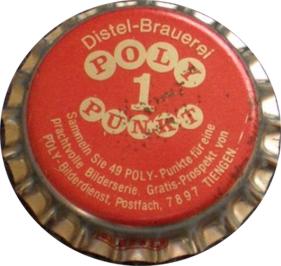 Distel-Brauerei
POLY
1
PUNKT
Sammeln Sie 49 POLY-Punkte für eine
prachtvolle Bilderserie. Gratis-Prospekt von
POLY-Bilderdienst, Postfach, 7897 TIENGEN